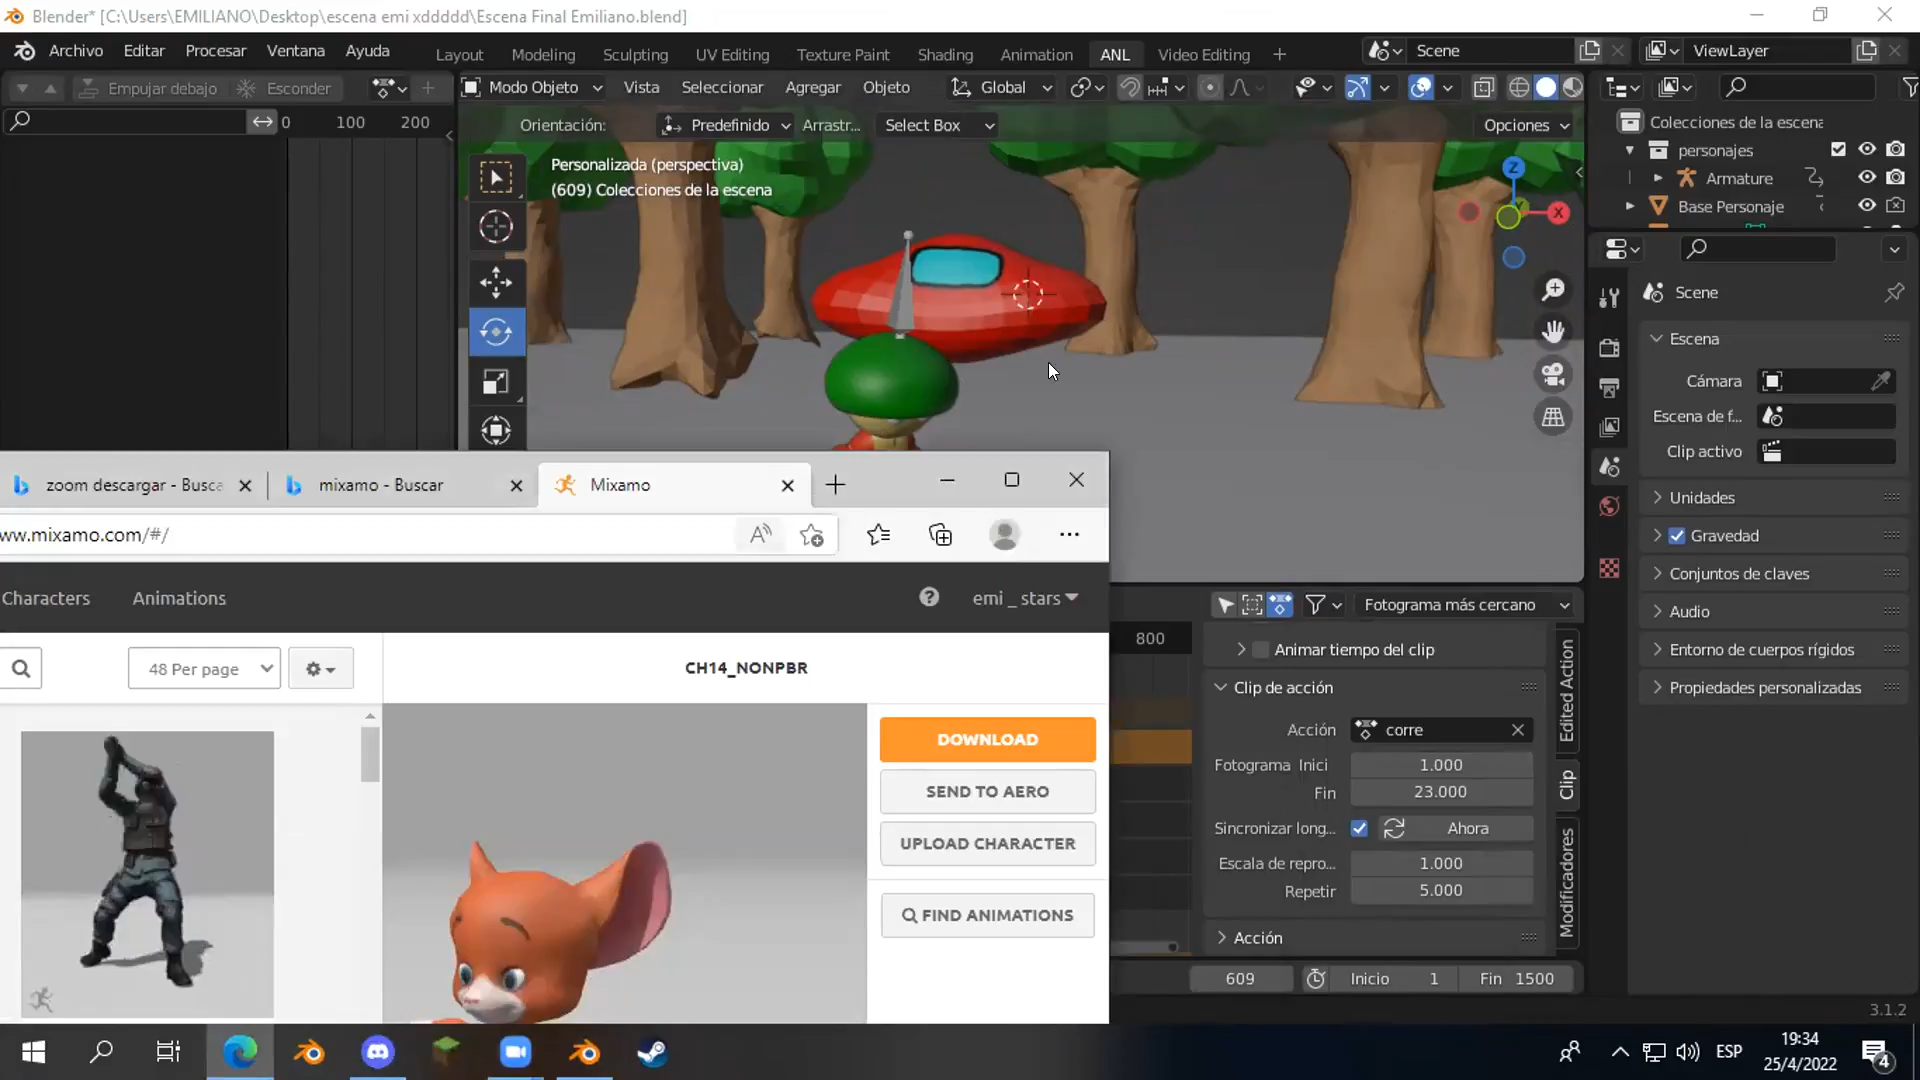 Blender* [C:\Users\EMILIANO\Desktop\escena emi xddddd\Escena Final Emiliano.blend]
Archivo Editar Procesar Ventana Ayuda
Layout Modeling Sculpting UV Editing Texture Paint Shading Animation ANL Video Editing +
Scene
ViewLayer
Empujar debajo Esconder
Modo Objeto Vista Seleccionar Agregar Objeto Global
0 100 200
Orientación: Predefinido Arrastr... Select Box Opciones
Personalizada (perspectiva)
(609) Colecciones de la escena
Z
X
Colecciones de la escena
personajes
Armature
Base Personaje
Scene
Escena
Cámara
Escena de f...
Clip activo
Unidades
Gravedad
Conjuntos de claves
Audio
Entorno de cuerpos rígidos
Propiedades personalizadas
zoom descargar - Busca
mixamo - Buscar
Mixamo
ww.mixamo.com/#/
Characters Animations
emi _ stars
48 Per page
CH14_NONPBR
DOWNLOAD
SEND TO AERO
UPLOAD CHARACTER
FIND ANIMATIONS
Fotograma más cercano
800
Animar tiempo del clip
Clip de acción
Acción corre
Fotograma Inici 1.000
Fin 23.000
Sincronizar long... Ahora
Escala de repro... 1.000
Repetir 5.000
Acción
Edited Action
Clip
Modificadores
609 Inicio 1 Fin 1500
3.1.2
ESP
19:34
25/4/2022
4